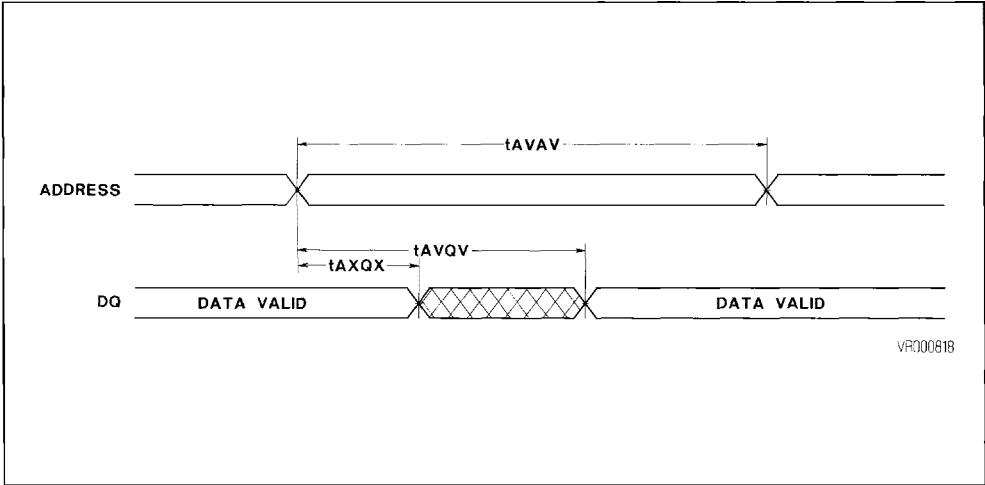 tAVAV
ADDRESS
tAVQV
tAXQX
DQ DATA VALID DATA VALID
VR000818